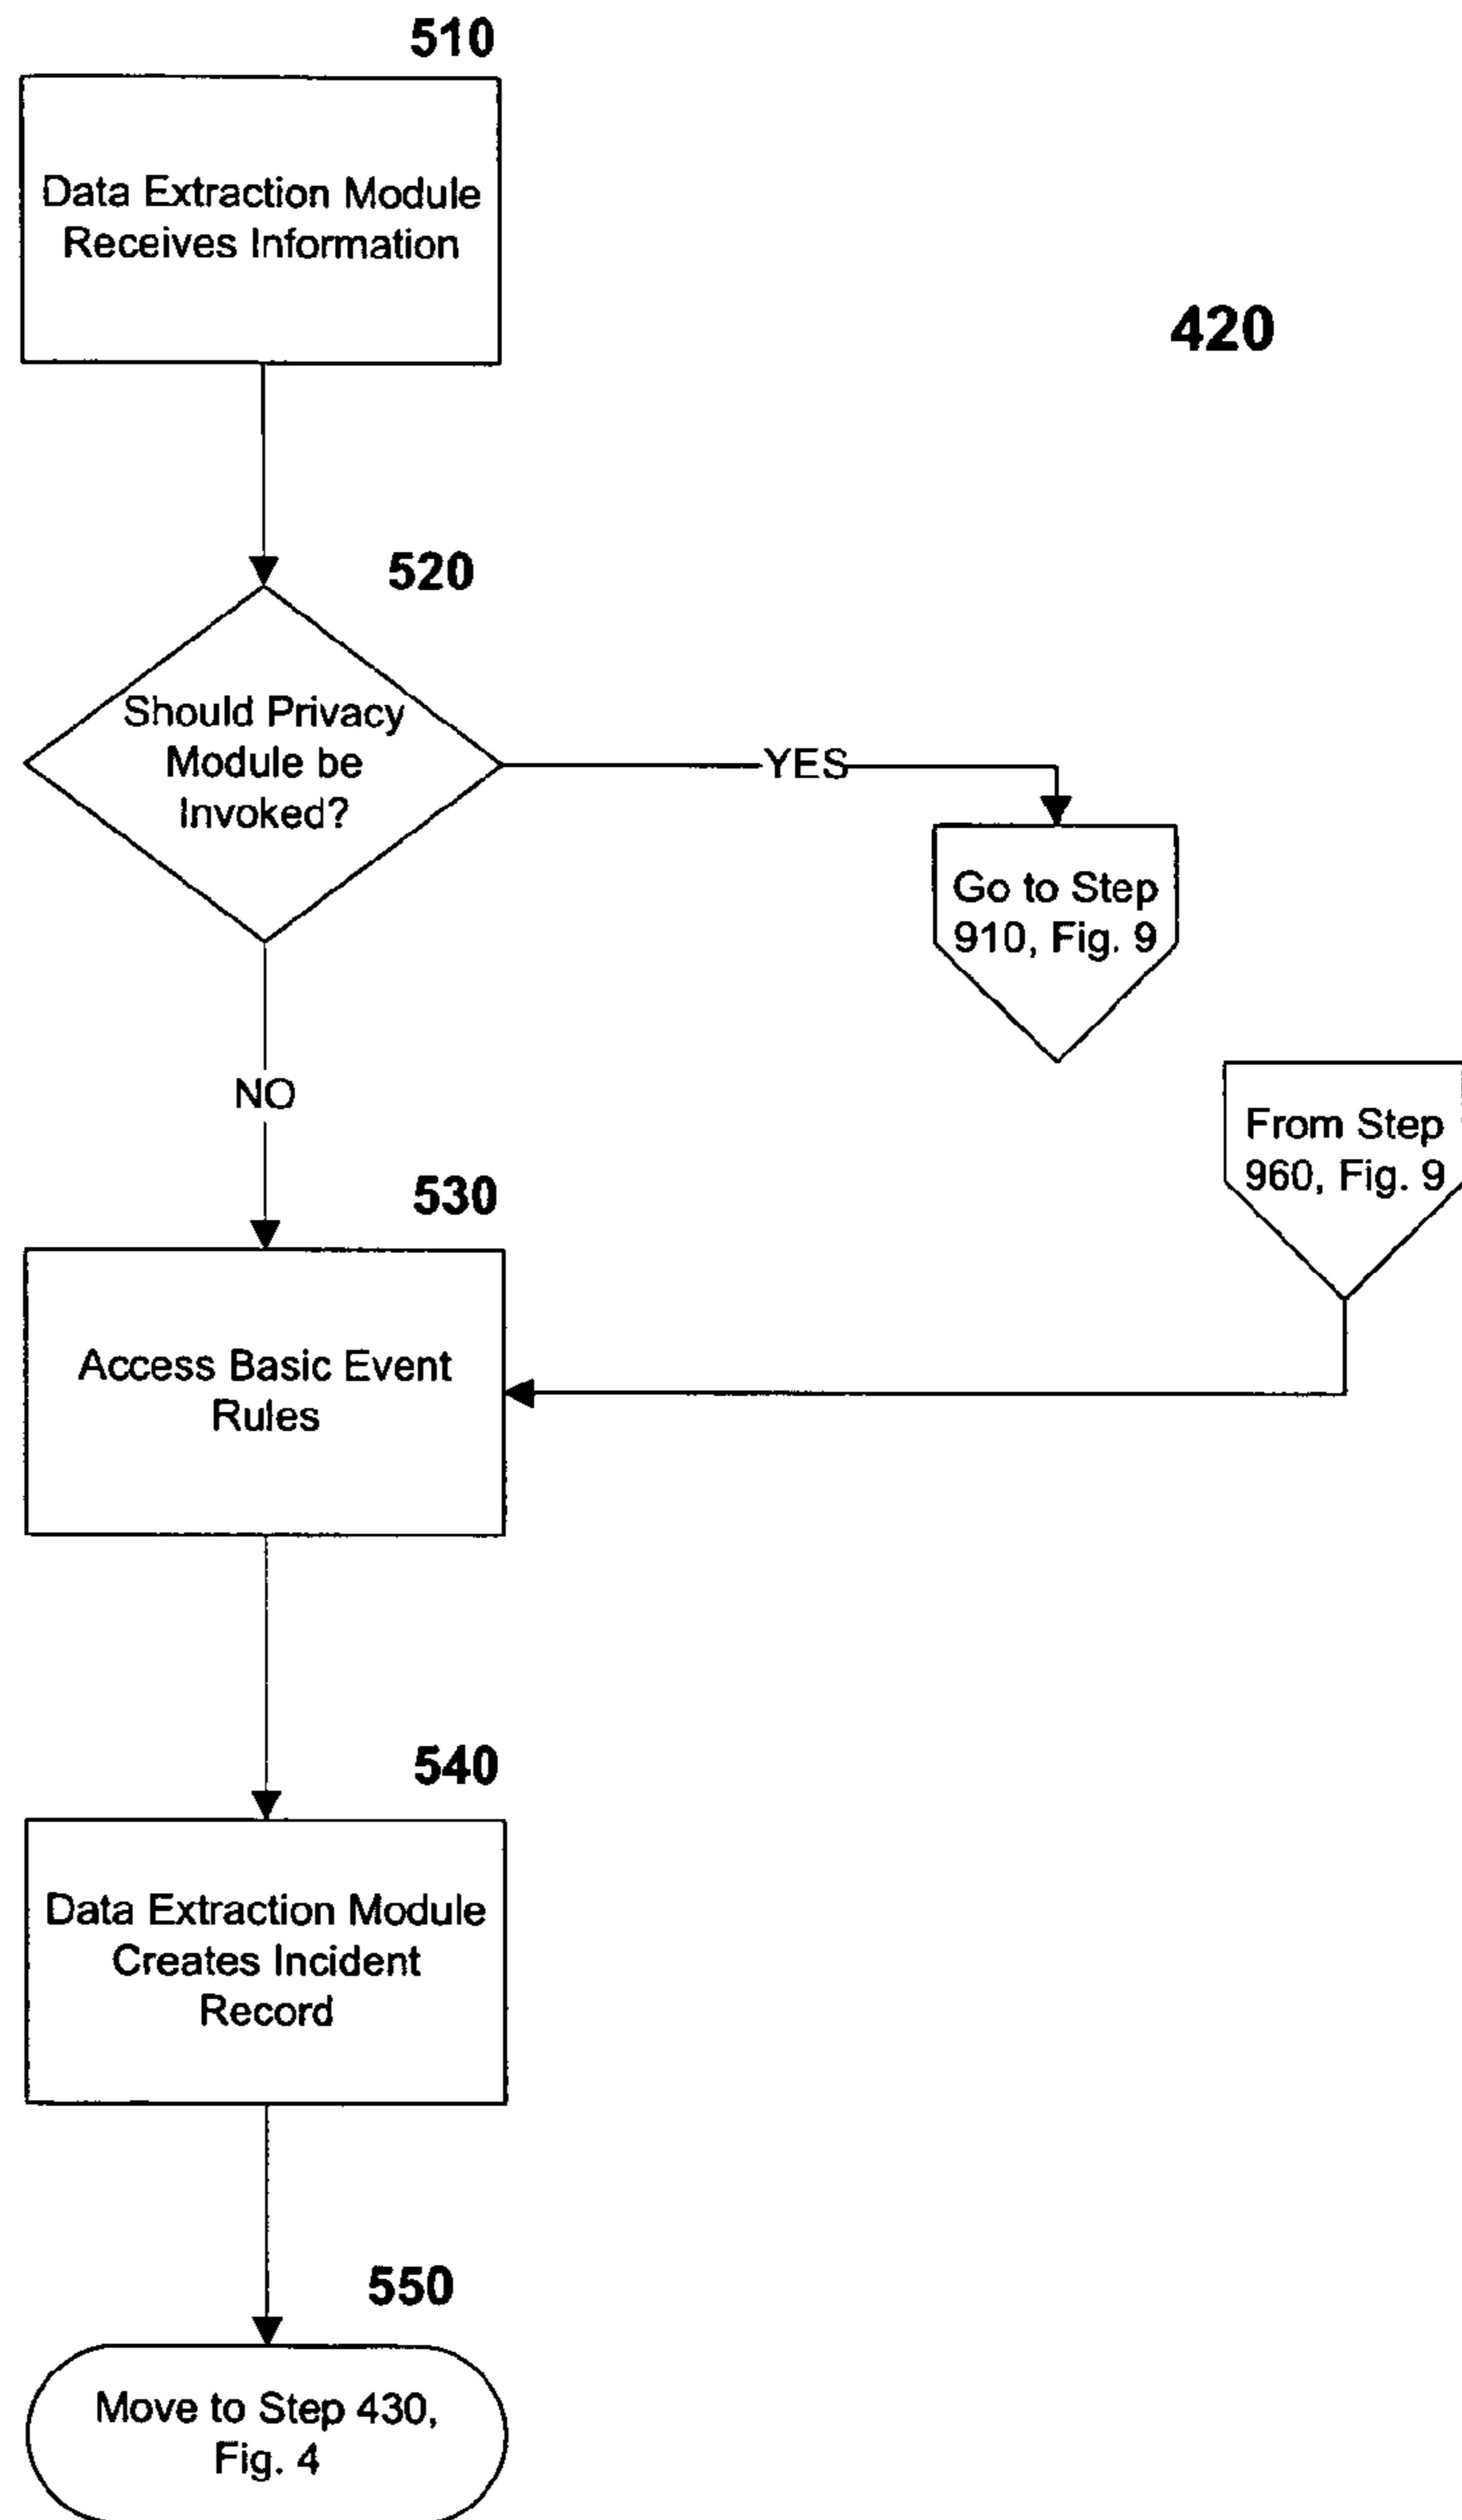 510
Data Extraction Module
Receives Information
420
520
Should Privacy
Module be
Invoked?
YES
Go to Step
910, Fig. 9
NO
From Step
960, Fig. 9
530
Access Basic Event
Rules
540
Data Extraction Module
Creates Incident
Record
550
Move to Step 430,
Fig. 4